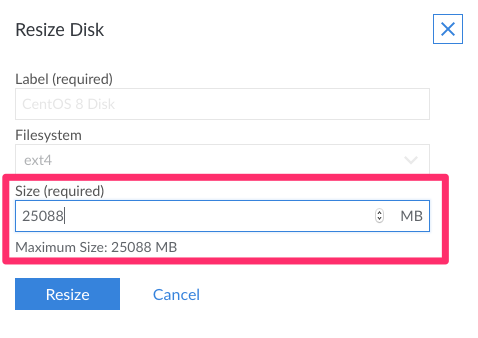 Resize Disk
Label (required)
CentOS 8 Disk
Filesystem
ext4
Size (required)
25088 MB
Maximum Size: 25088 MB
Resize Cancel